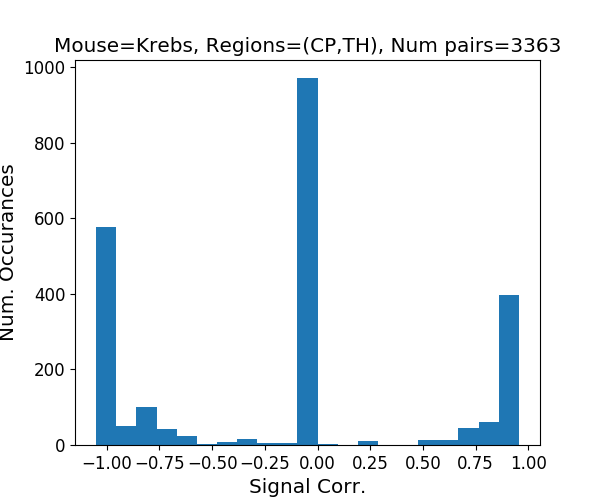 Mouse=Krebs, Regions=(CP,TH), Num pairs=3363
1000
800
600
400
200
0
Num. Occurances
−1.00 −0.75 −0.50 −0.25 0.00 0.25 0.50 0.75 1.00
Signal Corr.